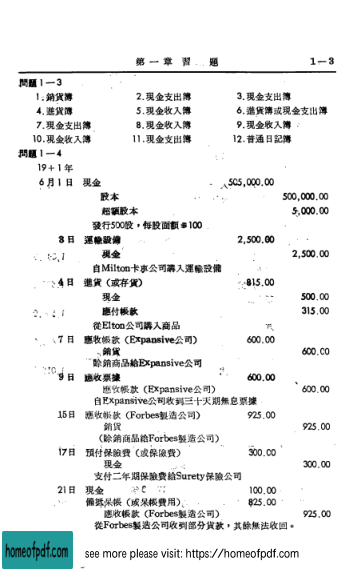 第一章 習題 1—3
問題1—3
1.銷貨簿 2.現金支出簿 3.現金支出簿
4.進貨簿 5.現金收入簿 6.進貨簿或現金支出簿
7.現金支出簿 8.現金收入簿 9.現金收入簿
10.現金收入簿 11.現金支出簿 12.普通日記簿
問題1—4
19+1年
6月1日 現金 505,000.00
股本 500,000.00
超額股本 5,000.00
發行500股，每股面額$100
3日 運輸設備 2,500.00
現金 2,500.00
自Milton卡車公司購入運輸設備
4日 進貨（或存貨） 815.00
現金 500.00
應付帳款 315.00
從Elton公司購入商品
7日 應收帳款（Expansive公司） 600.00
銷貨 600.00
賒銷商品給Expansive公司
9日 應收票據 600.00
應收帳款（Expansive公司） 600.00
自Expansive公司收到三十天期無息票據
15日 應收帳款（Forbes製造公司） 925.00
銷貨 925.00
（賒銷商品給Forbes製造公司）
17日 預付保險費（或保險費） 300.00
現金 300.00
支付二年期保險費給Surety保險公司
21日 現金 100.00
備抵呆帳（或呆帳費用） 825.00
應收帳款（Forbes製造公司） 925.00
從Forbes製造公司收到部分貨款，其餘無法收回。
homeofpdf.com see more please visit: https://homeofpdf.com